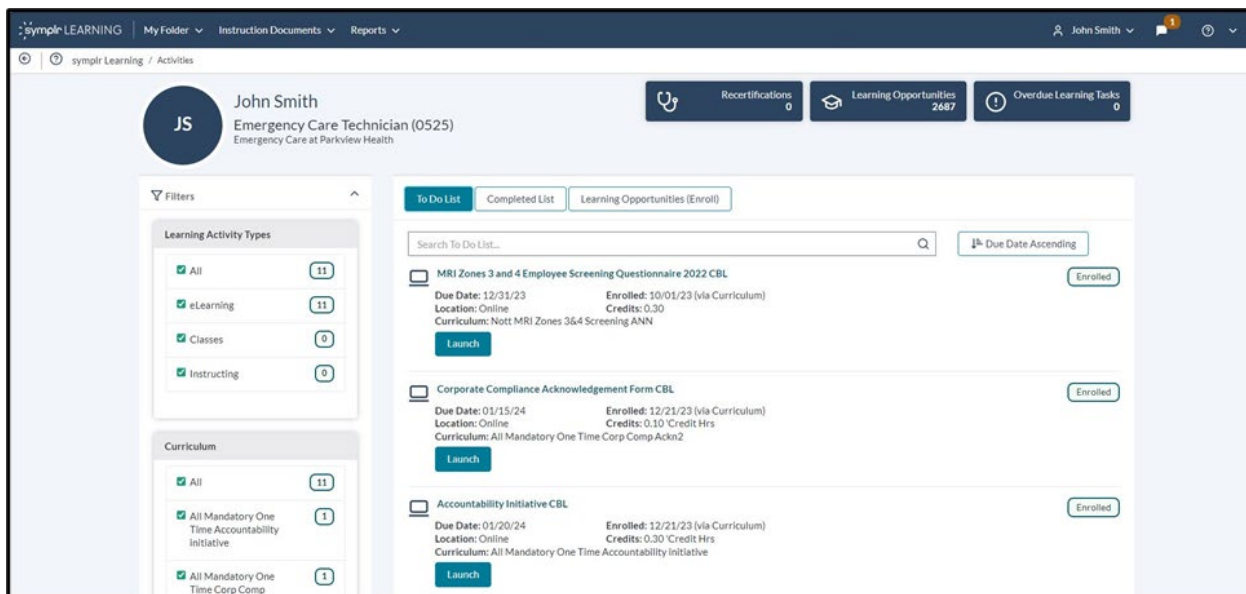 symplr LEARNING
My Folder
Instruction Documents
Reports
John Smith
1
symplr Learning / Activities
JS
John Smith
Emergency Care Technician (0525)
Emergency Care at Parkview Health
Recertifications
0
Learning Opportunities
2687
Overdue Learning Tasks
0
Filters
Learning Activity Types
All 11
eLearning 11
Classes 0
Instructing 0
Curriculum
All 11
All Mandatory One 1
Time Accountability
Initiative
All Mandatory One 1
Time Corp Comp
To Do List
Completed List
Learning Opportunities (Enroll)
Search To Do List...
Due Date Ascending
MRI Zones 3 and 4 Employee Screening Questionnaire 2022 CBL
Enrolled
Due Date: 12/31/23 Enrolled: 10/01/23 (via Curriculum)
Location: Online Credits: 0.30
Curriculum: Nott MRI Zones 3&4 Screening ANN
Launch
Corporate Compliance Acknowledgement Form CBL
Enrolled
Due Date: 01/15/24 Enrolled: 12/21/23 (via Curriculum)
Location: Online Credits: 0.10 'Credit Hrs
Curriculum: All Mandatory One Time Corp Comp Ackn2
Launch
Accountability Initiative CBL
Enrolled
Due Date: 01/20/24 Enrolled: 12/21/23 (via Curriculum)
Location: Online Credits: 0.30 'Credit Hrs
Curriculum: All Mandatory One Time Accountability Initiative
Launch